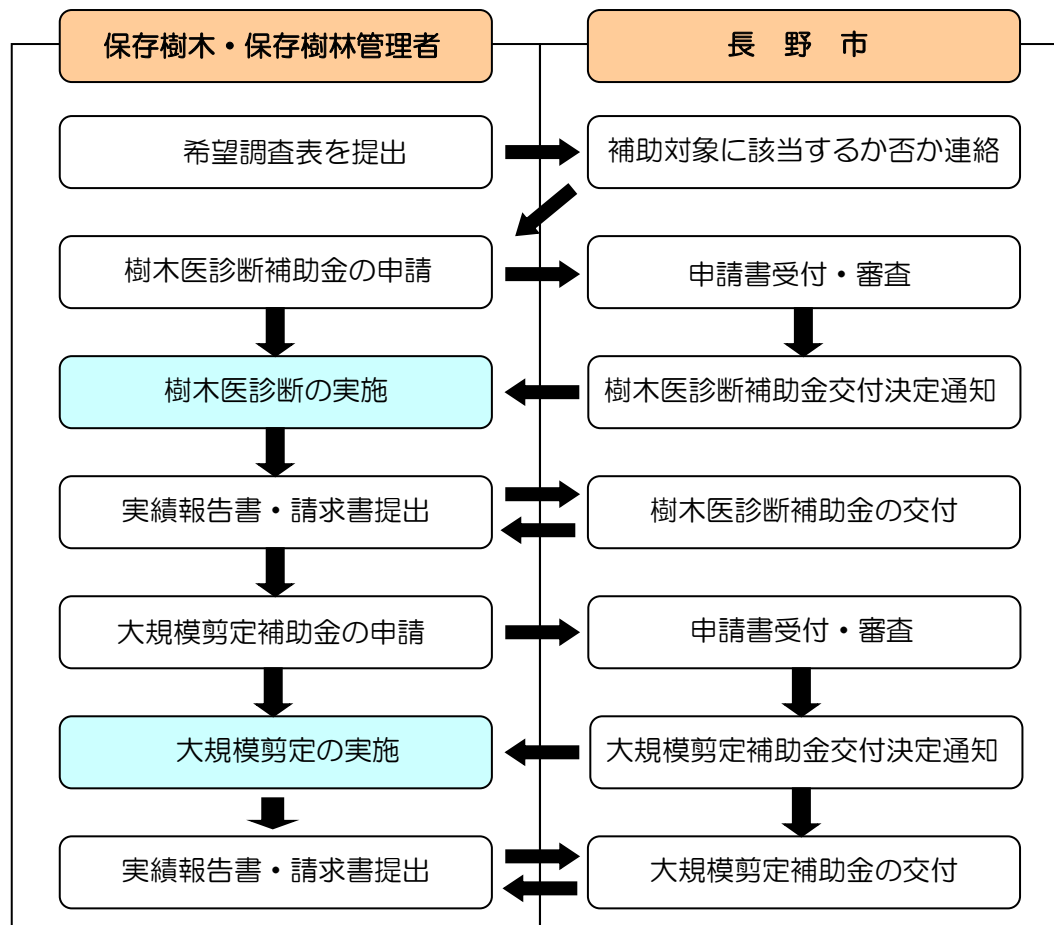 保存樹木・保存樹林管理者
長 野 市
希望調査表を提出
補助対象に該当するか否か連絡
樹木医診断補助金の申請
申請書受付・審査
樹木医診断の実施
樹木医診断補助金交付決定通知
実績報告書・請求書提出
樹木医診断補助金の交付
大規模剪定補助金の申請
申請書受付・審査
大規模剪定の実施
大規模剪定補助金交付決定通知
実績報告書・請求書提出
大規模剪定補助金の交付